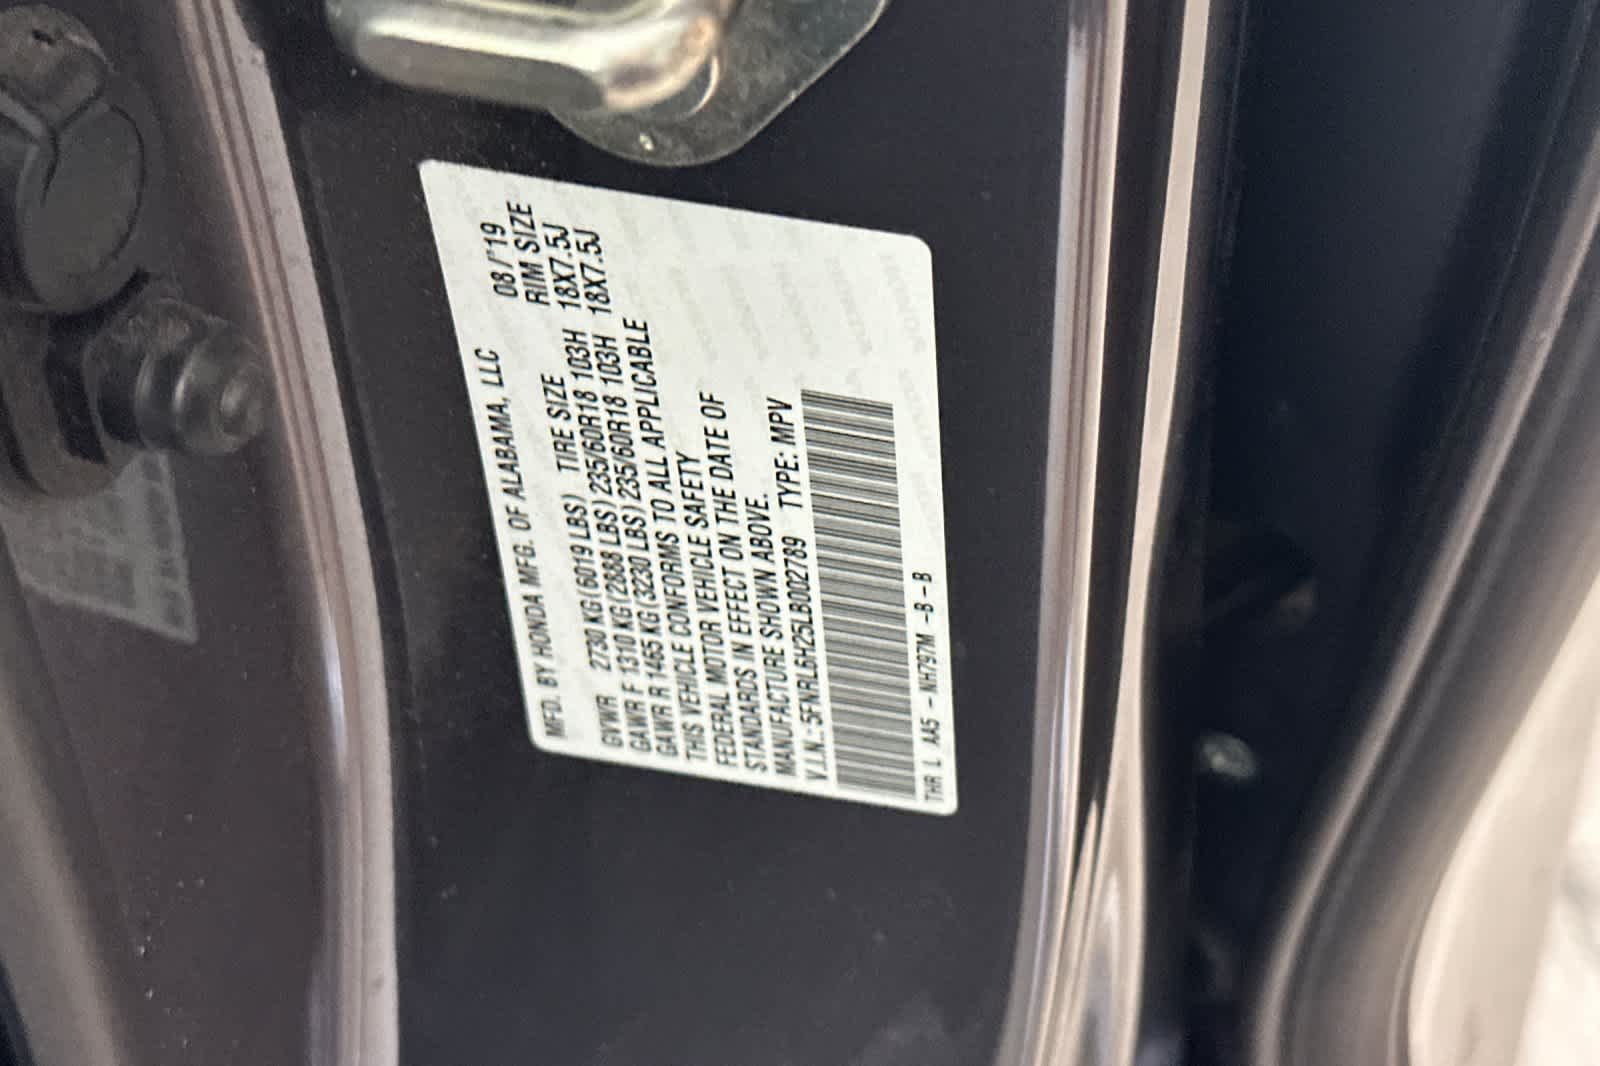 MFD. BY HONDA MFG. OF ALABAMA, LLC 08/'19
GVWR 2730 KG (6019 LBS) TIRE SIZE RIM SIZE
GAWR F 1310 KG (2888 LBS) 235/60R18 103H 18X7.5J
GAWR R 1465 KG (3230 LBS) 235/60R18 103H 18X7.5J
THIS VEHICLE CONFORMS TO ALL APPLICABLE
FEDERAL MOTOR VEHICLE SAFETY
STANDARDS IN EFFECT ON THE DATE OF
MANUFACTURE SHOWN ABOVE.
V.I.N.: 5FNRL6H25LB002789 TYPE: MPV
THR L AA5 - NH797M - B - B